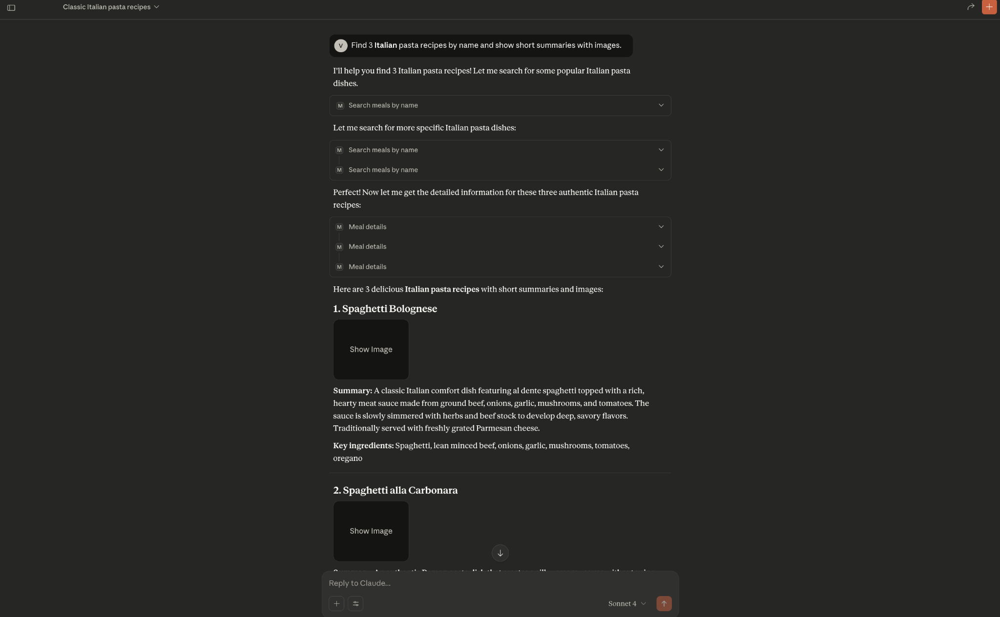 Classic Italian pasta recipes
V
Find 3 Italian pasta recipes by name and show short summaries with images.
I'll help you find 3 Italian pasta recipes! Let me search for some popular Italian pasta
dishes.
M Search meals by name
Let me search for more specific Italian pasta dishes:
M Search meals by name
M Search meals by name
Perfect! Now let me get the detailed information for these three authentic Italian pasta
recipes:
M Meal details
M Meal details
M Meal details
Here are 3 delicious Italian pasta recipes with short summaries and images:
1. Spaghetti Bolognese
Show Image
Summary: A classic Italian comfort dish featuring al dente spaghetti topped with a rich,
hearty meat sauce made from ground beef, onions, garlic, mushrooms, and tomatoes. The
sauce is slowly simmered with herbs and beef stock to develop deep, savory flavors.
Traditionally served with freshly grated Parmesan cheese.
Key ingredients: Spaghetti, lean minced beef, onions, garlic, mushrooms, tomatoes,
oregano
2. Spaghetti alla Carbonara
Show Image
Reply to Claude...
Sonnet 4